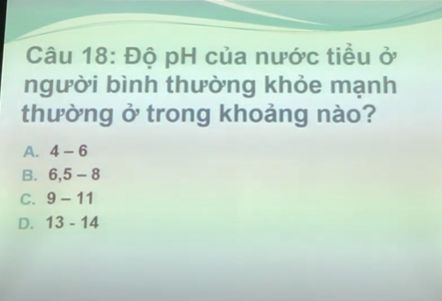 Câu 18: Độ pH của nước tiểu ở
người bình thường khỏe mạnh
thường ở trong khoảng nào?
A. 4 – 6
B. 6,5 – 8
C. 9 – 11
D. 13 - 14